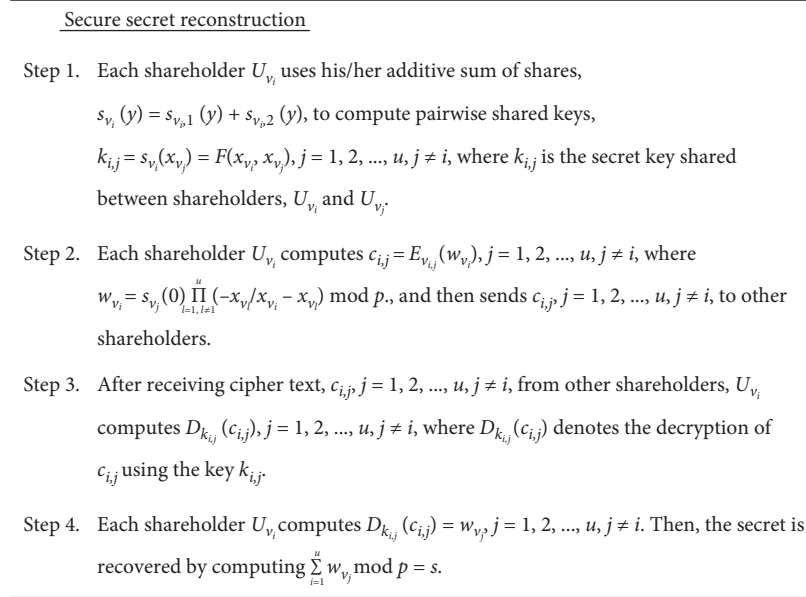 Secure secret reconstruction
Step 1. Each shareholder U_{v_i} uses his/her additive sum of shares,
s_{v_i}(y) = s_{v_i,1}(y) + s_{v_i,2}(y), to compute pairwise shared keys,
k_{i,j} = s_{v_i}(x_{v_j}) = F(x_{v_i}, x_{v_j}), j = 1, 2, ..., u, j ≠ i, where k_{i,j} is the secret key shared
between shareholders, U_{v_i} and U_{v_j}.
Step 2. Each shareholder U_{v_i} computes c_{i,j} = E_{v_{i,j}}(w_{v_i}), j = 1, 2, ..., u, j ≠ i, where
w_{v_i} = s_{v_j}(0) ∏_{l=1, l≠1}^{u} (–x_{v_l}/x_{v_i} – x_{v_l}) mod p., and then sends c_{i,j}, j = 1, 2, ..., u, j ≠ i, to other
shareholders.
Step 3. After receiving cipher text, c_{i,j}, j = 1, 2, ..., u, j ≠ i, from other shareholders, U_{v_i}
computes D_{k_{i,j}}(c_{i,j}), j = 1, 2, ..., u, j ≠ i, where D_{k_{i,j}}(c_{i,j}) denotes the decryption of
c_{i,j} using the key k_{i,j}.
Step 4. Each shareholder U_{v_i} computes D_{k_{i,j}}(c_{i,j}) = w_{v_j}, j = 1, 2, ..., u, j ≠ i. Then, the secret is
recovered by computing ∑_{i=1}^{u} w_{v_j} mod p = s.